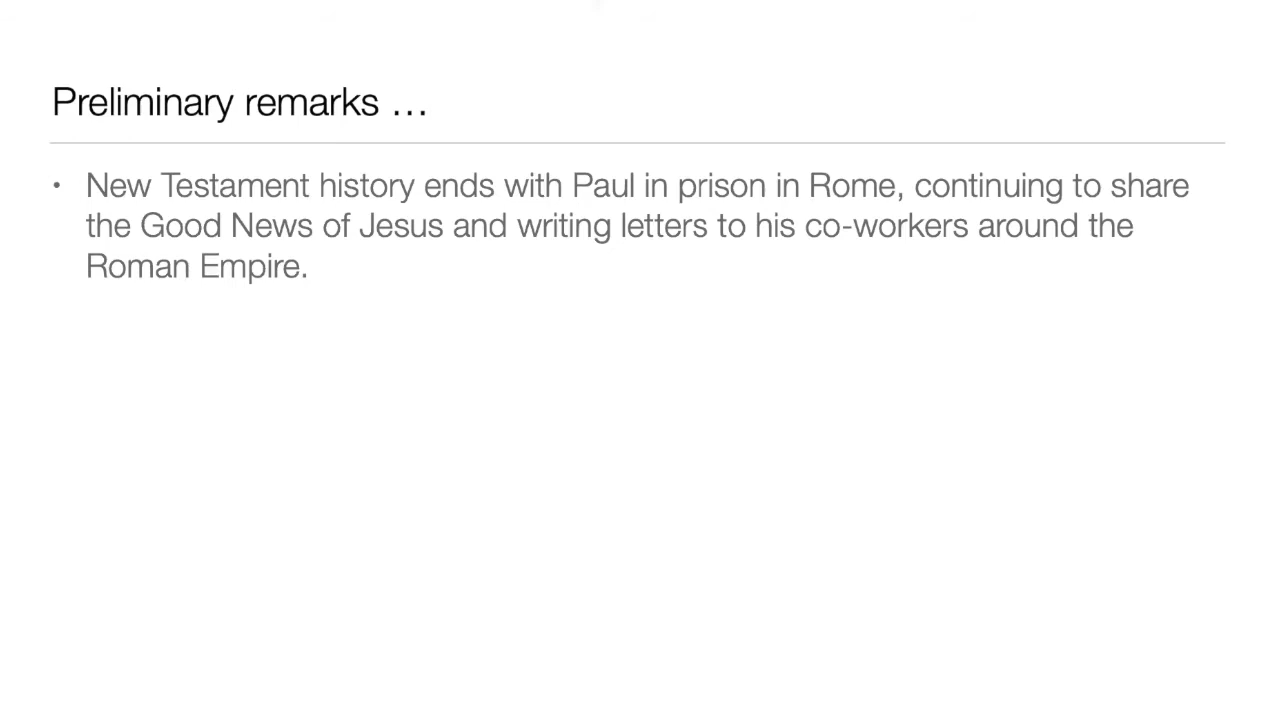 Preliminary remarks …
• New Testament history ends with Paul in prison in Rome, continuing to share
the Good News of Jesus and writing letters to his co-workers around the
Roman Empire.